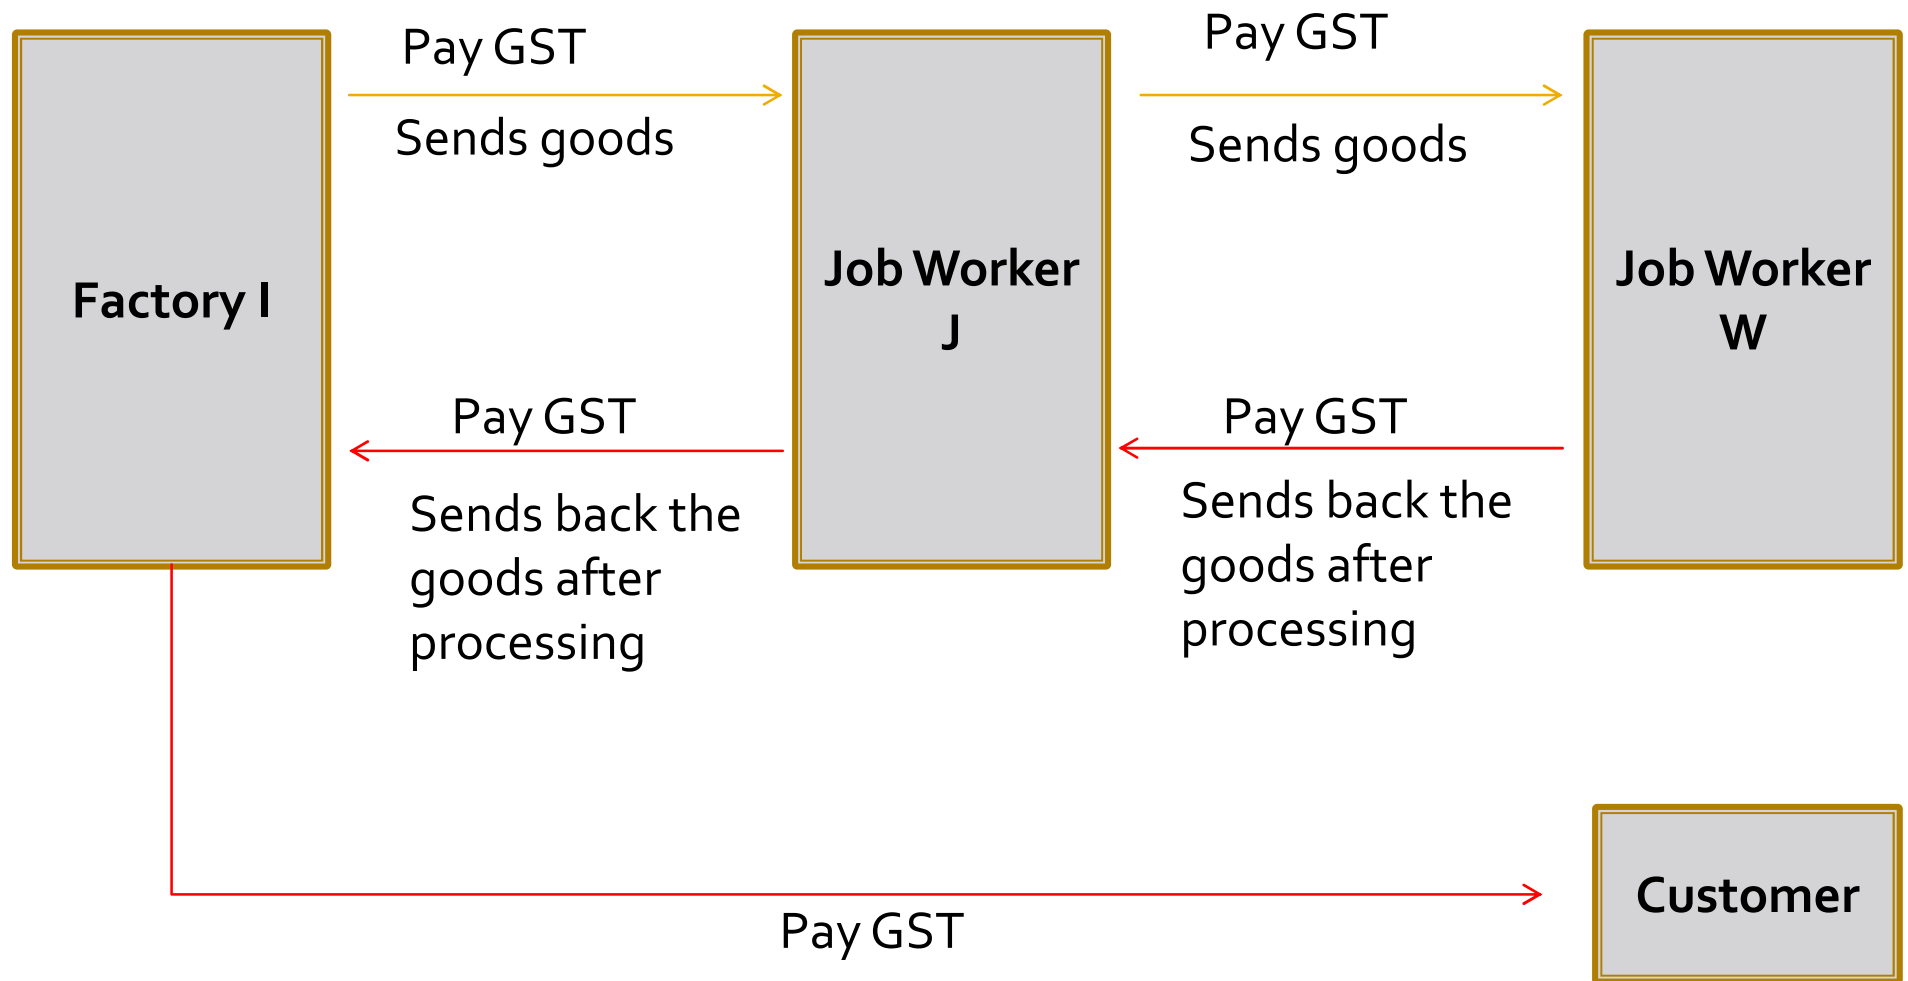 Pay GST
Pay GST
Sends goods
Sends goods
Factory I
Job Worker
J
Job Worker
W
Pay GST
Pay GST
Sends back the
goods after
processing
Sends back the
goods after
processing
Customer
Pay GST